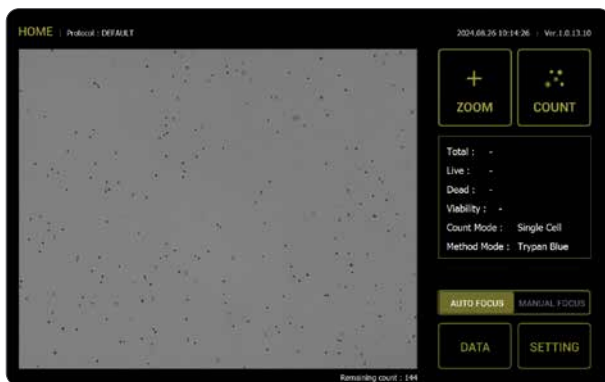 HOME | Protocol : DEFAULT
2024.08.26 10:14:26 | Ver.1.0.13.10
ZOOM
COUNT
Total : -
Live : -
Dead : -
Viability : -
Count Mode : Single Cell
Method Mode : Trypan Blue
AUTO FOCUS
MANUAL FOCUS
DATA
SETTING
Remaining count : 144